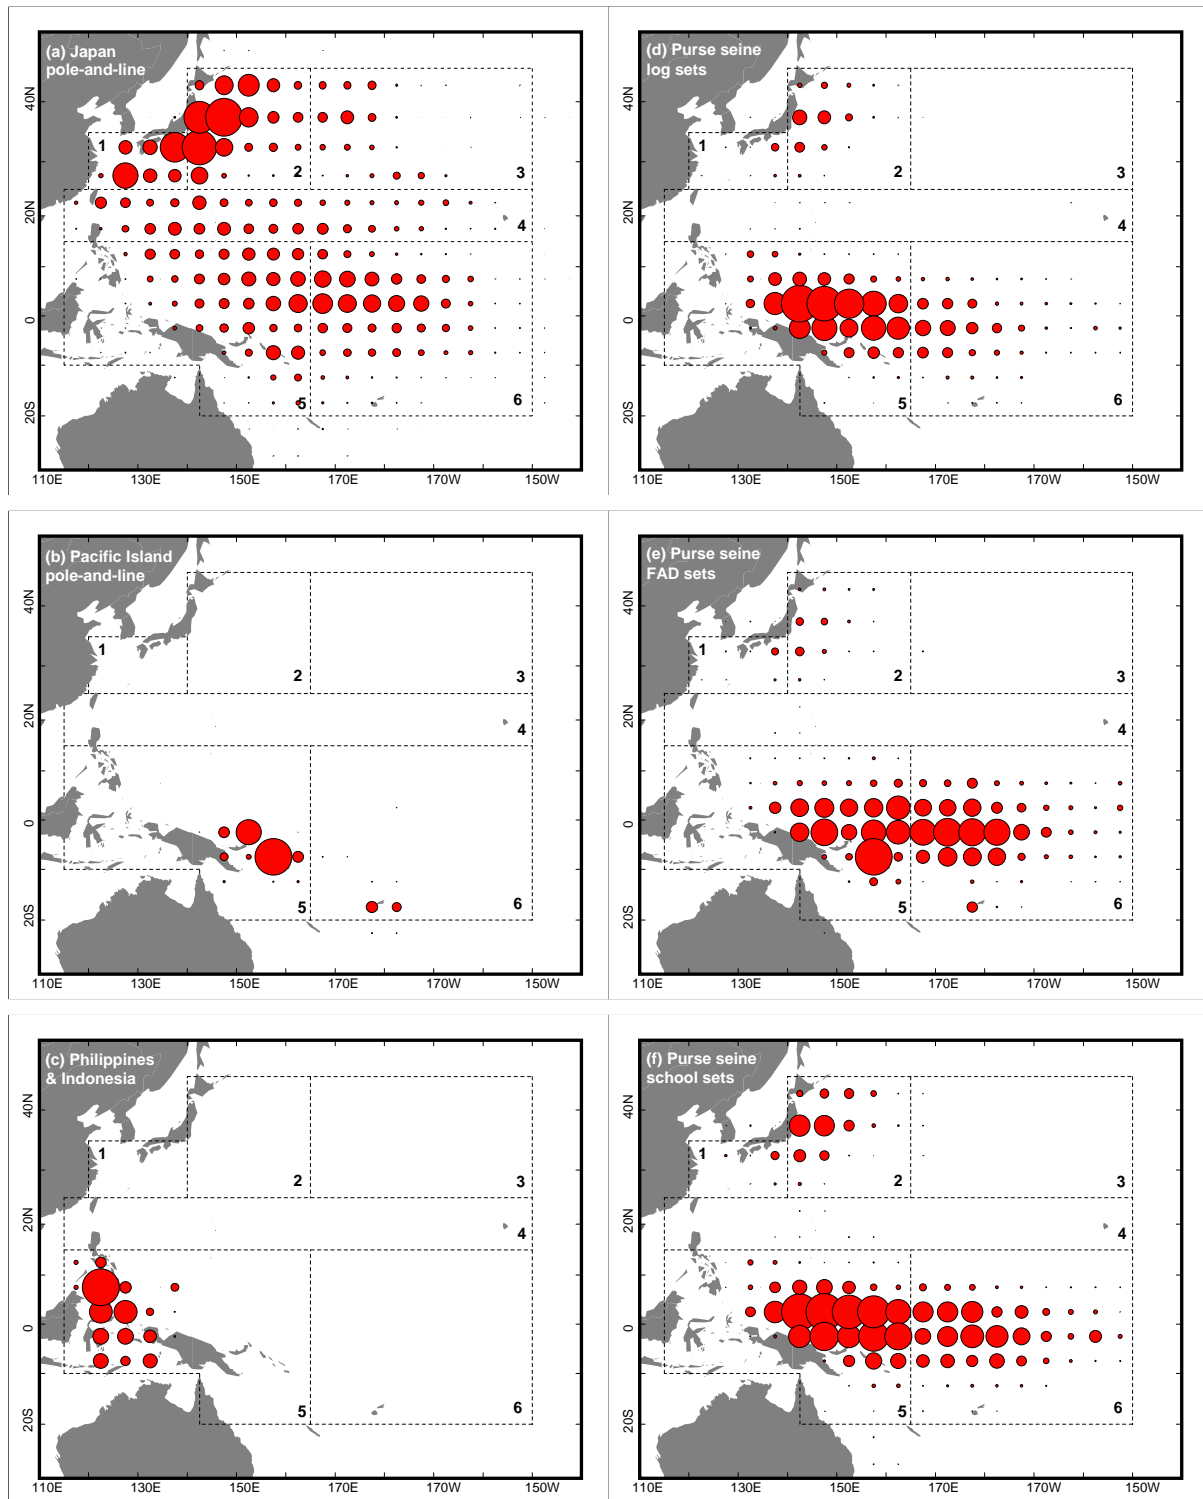 (a) Japan
pole-and-line
40N
20N
0
20S
1
2
3
4
5
6
110E 130E 150E 170E 170W 150W
(d) Purse seine
log sets
40N
20N
0
20S
1
2
3
4
5
6
110E 130E 150E 170E 170W 150W
(b) Pacific Island
pole-and-line
40N
20N
0
20S
1
2
3
4
5
6
110E 130E 150E 170E 170W 150W
(e) Purse seine
FAD sets
40N
20N
0
20S
1
2
3
4
5
6
110E 130E 150E 170E 170W 150W
(c) Philippines
& Indonesia
40N
20N
0
20S
1
2
3
4
5
6
110E 130E 150E 170E 170W 150W
(f) Purse seine
school sets
40N
20N
0
20S
1
2
3
4
5
6
110E 130E 150E 170E 170W 150W